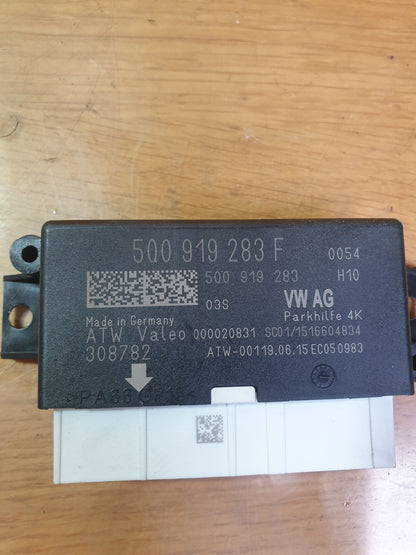 5Q0 919 283 F 0054
5Q0 919 283 H10
03S VW AG
Made in Germany Parkhilfe 4K
ATW Valeo 000020831 SC01/1516604834
308782 ATW-00119.06.15EC050983